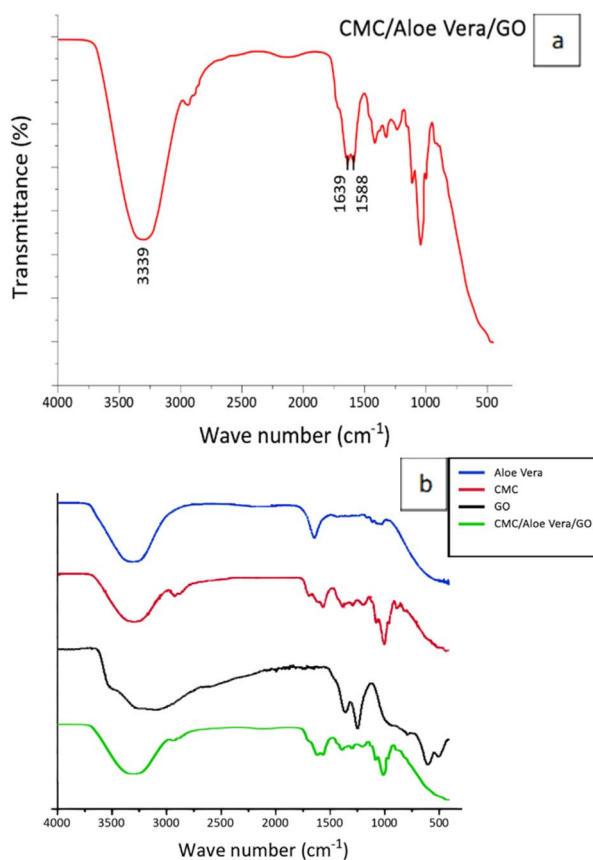 CMC/Aloe Vera/GO
a
Transmittance (%)
3339
1639
1588
4000 3500 3000 2500 2000 1500 1000 500
Wave number (cm-1)
b
Aloe Vera
CMC
GO
CMC/Aloe Vera/GO
4000 3500 3000 2500 2000 1500 1000 500
Wave number (cm-1)